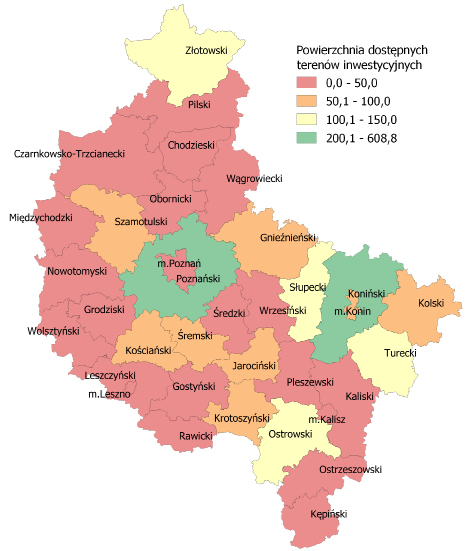 Złotowski
Powierzchnia dostępnych
terenów inwestycyjnych
0,0 - 50,0
50,1 - 100,0
100,1 - 150,0
200,1 - 608,8
Pilski
Chodzieski
Czarnkowsko-Trzcianecki
Wągrowiecki
Obornicki
Międzychodzki
Szamotulski
Gnieźnieński
m.Poznań
Nowotomyski
Poznański
Słupecki
Koniński
Kolski
Grodziski
Średzki
Wrzesiński
m.Konin
Wolsztyński
Śremski
Kościański
Turecki
Jarociński
Leszczyński
Gostyński
Pleszewski
m.Leszno
Kaliski
Krotoszyński
m.Kalisz
Rawicki
Ostrowski
Ostrzeszowski
Kępiński